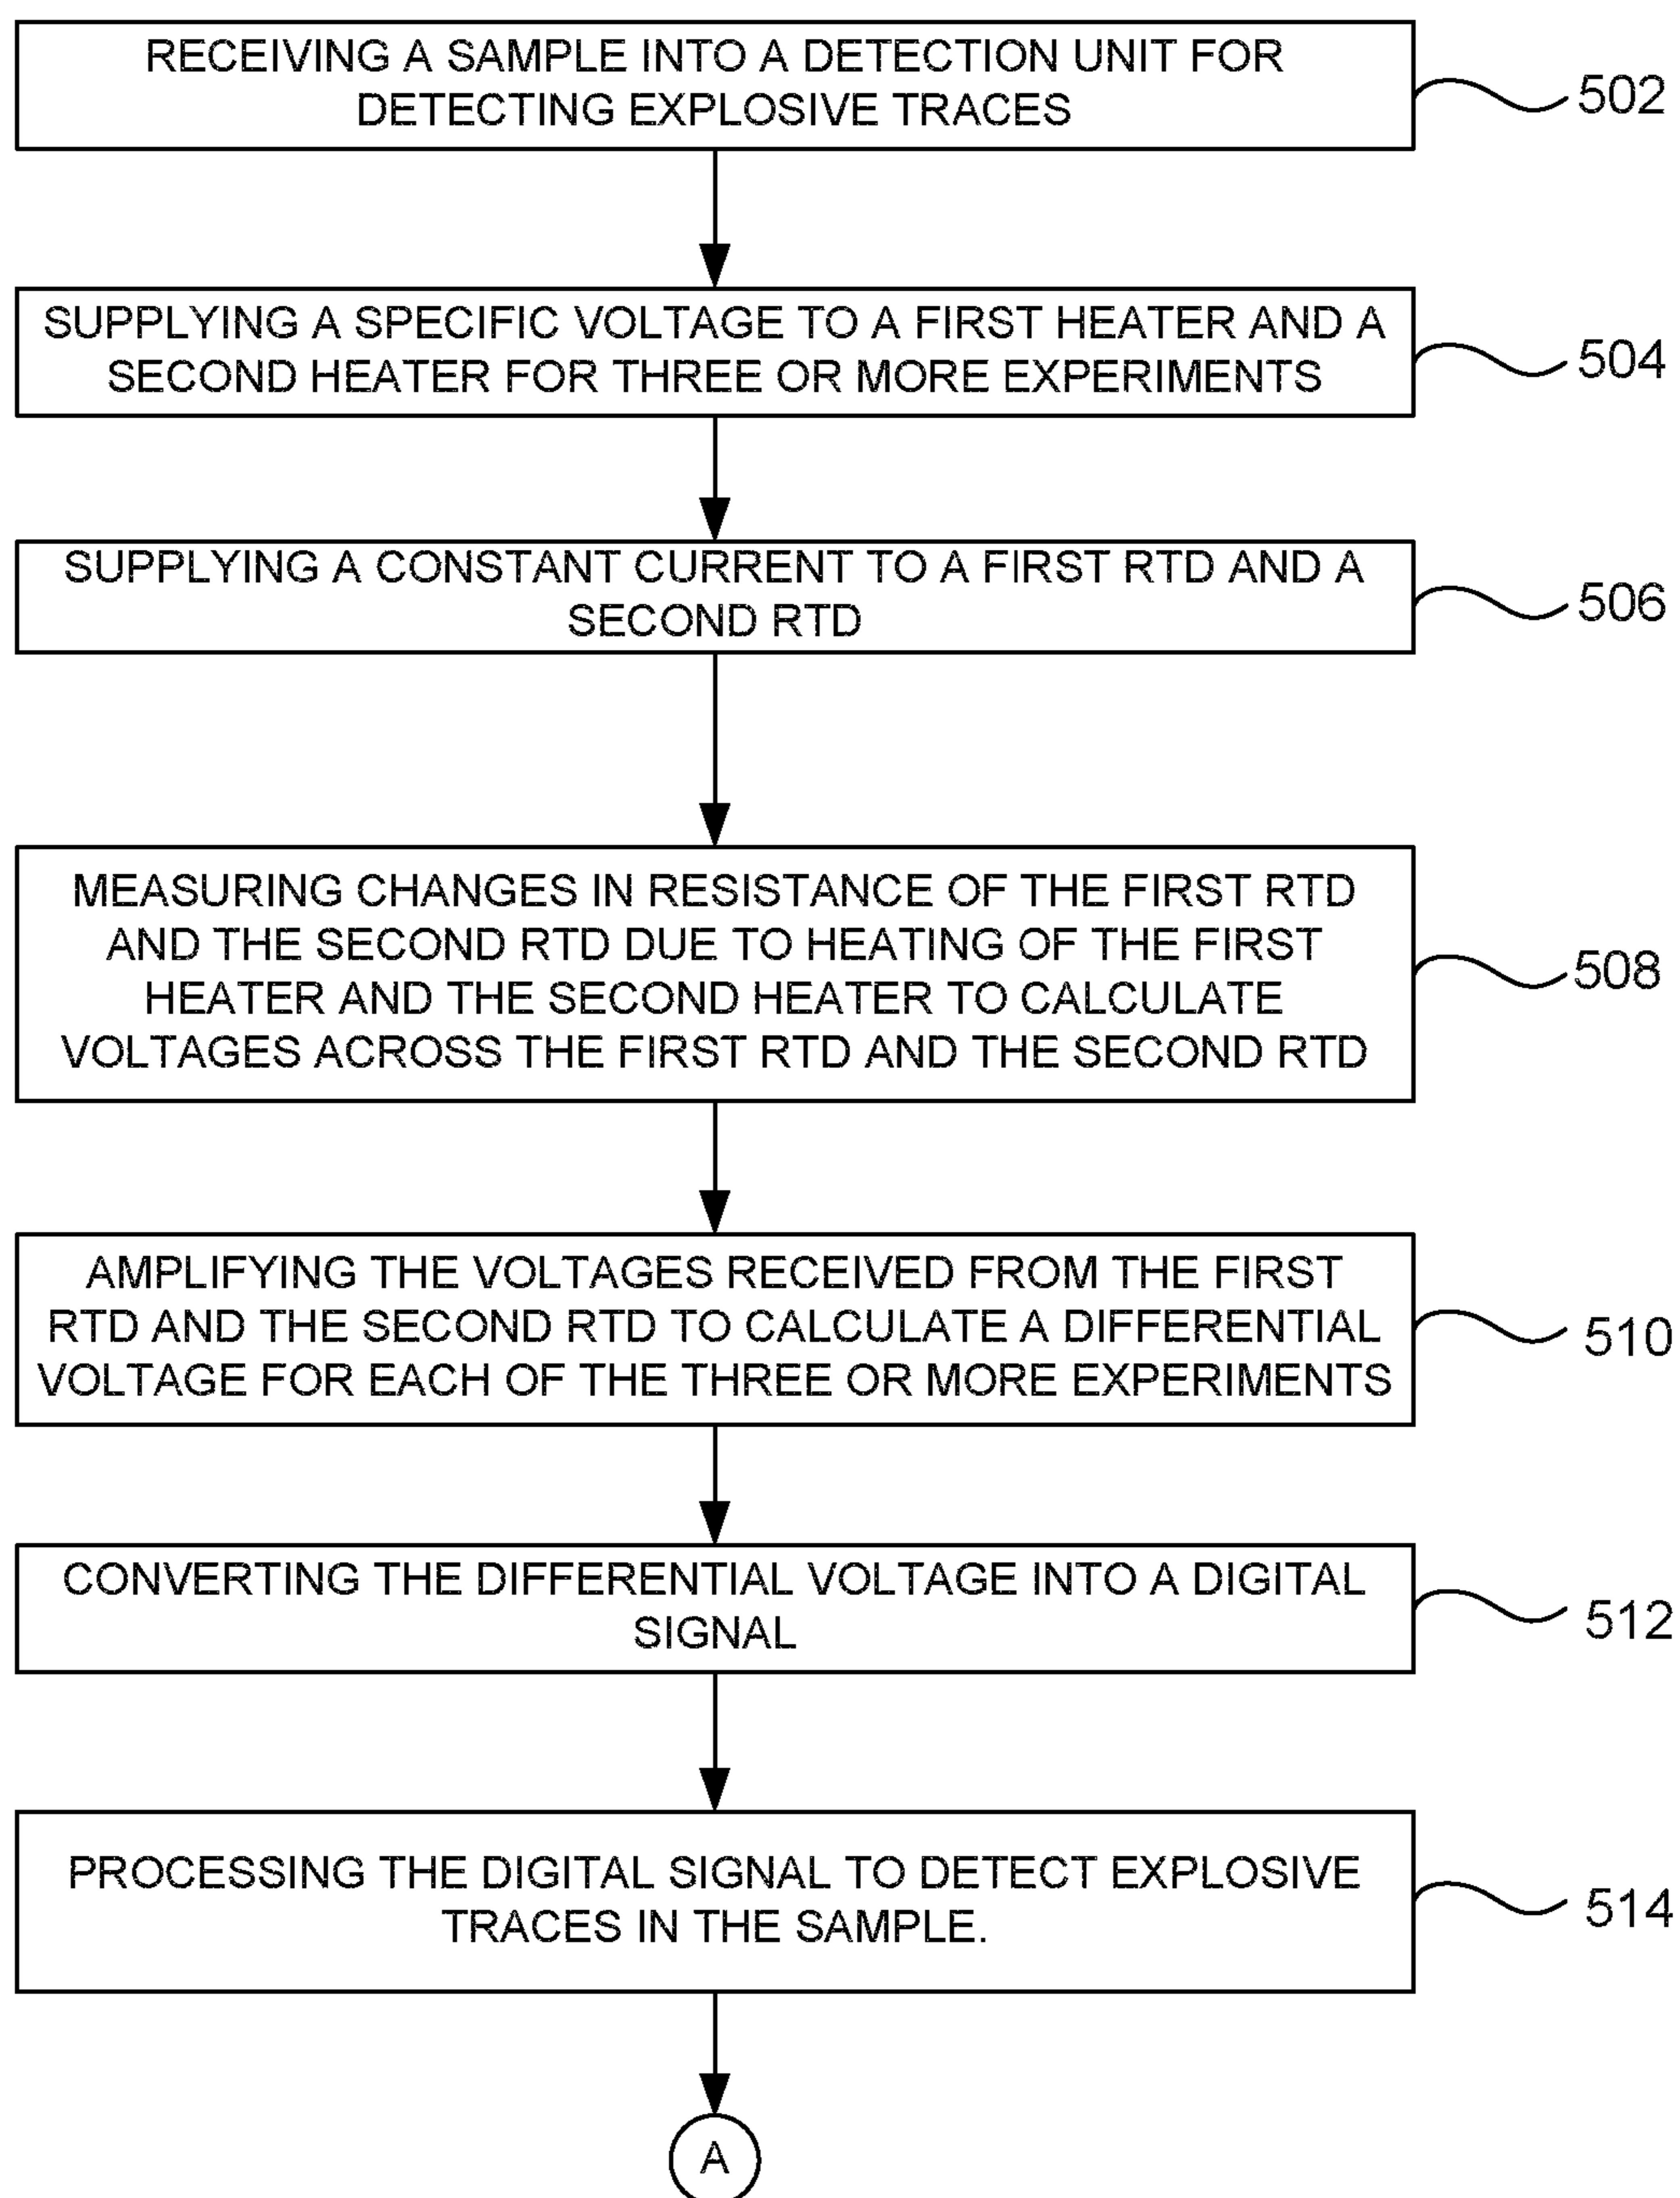 RECEIVING A SAMPLE INTO A DETECTION UNIT FOR
DETECTING EXPLOSIVE TRACES
502
SUPPLYING A SPECIFIC VOLTAGE TO A FIRST HEATER AND A
SECOND HEATER FOR THREE OR MORE EXPERIMENTS
504
SUPPLYING A CONSTANT CURRENT TO A FIRST RTD AND A
SECOND RTD
506
MEASURING CHANGES IN RESISTANCE OF THE FIRST RTD
AND THE SECOND RTD DUE TO HEATING OF THE FIRST
HEATER AND THE SECOND HEATER TO CALCULATE
VOLTAGES ACROSS THE FIRST RTD AND THE SECOND RTD
508
AMPLIFYING THE VOLTAGES RECEIVED FROM THE FIRST
RTD AND THE SECOND RTD TO CALCULATE A DIFFERENTIAL
VOLTAGE FOR EACH OF THE THREE OR MORE EXPERIMENTS
510
CONVERTING THE DIFFERENTIAL VOLTAGE INTO A DIGITAL
SIGNAL
512
PROCESSING THE DIGITAL SIGNAL TO DETECT EXPLOSIVE
TRACES IN THE SAMPLE.
514
A